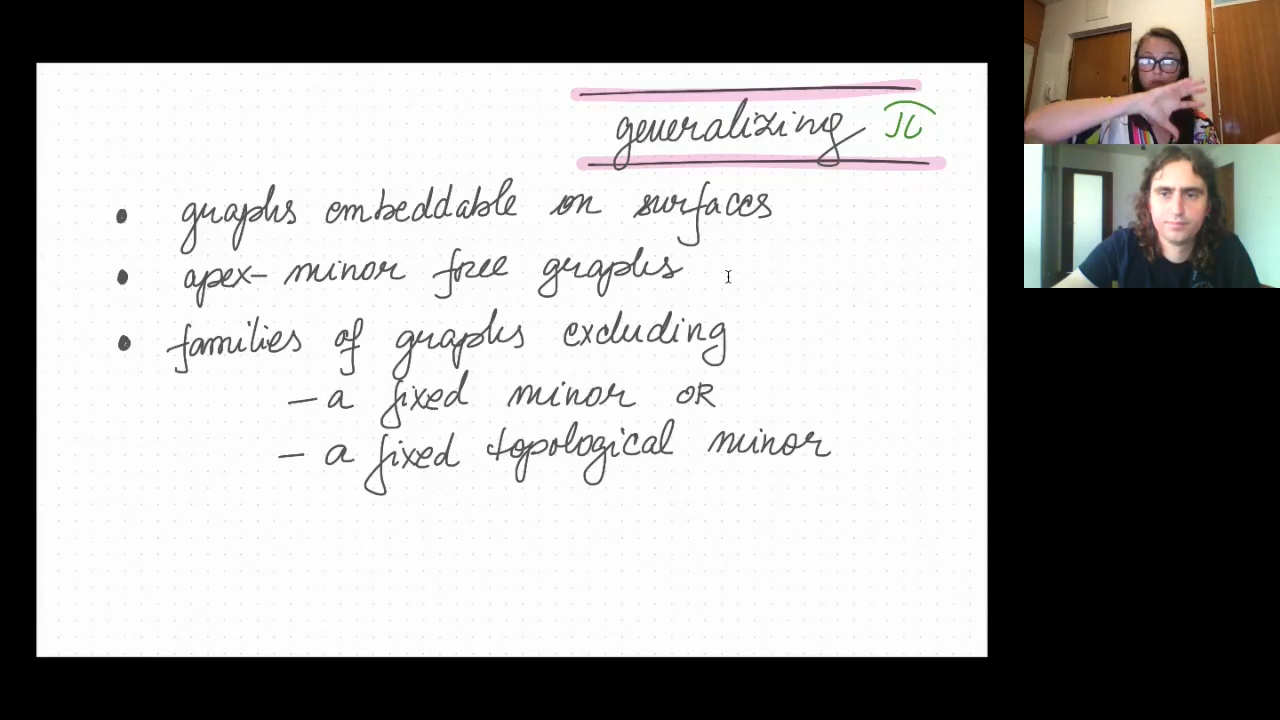 generalizing π
• graphs embeddable on surfaces
• apex-minor free graphs
• families of graphs excluding
– a fixed minor OR
– a fixed topological minor